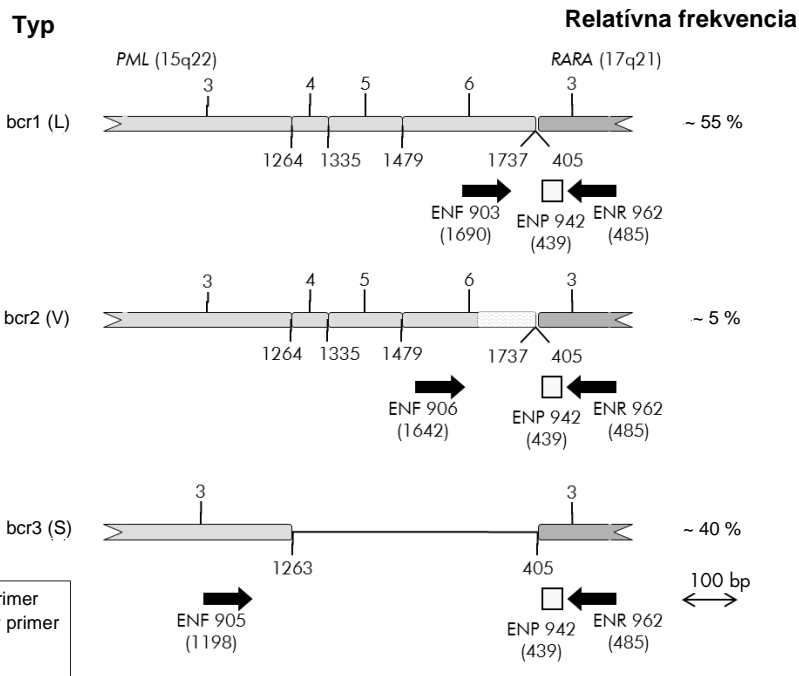 Typ
Relatívna frekvencia
PML (15q22)
RARA (17q21)
3 4 5 6 3
bcr1 (L)
~ 55 %
1264 1335 1479 1737 405
ENF 903
(1690)
ENP 942
(439)
ENR 962
(485)
3 4 5 6 3
bcr2 (V)
~ 5 %
1264 1335 1479 1737 405
ENF 906
(1642)
ENP 942
(439)
ENR 962
(485)
3 3
bcr3 (S)
~ 40 %
1263 405
100 bp
ENF 905
(1198)
ENP 942
(439)
ENR 962
(485)
primer